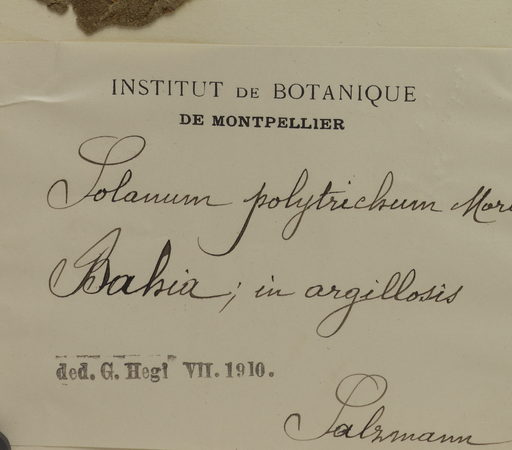 INSTITUT DE BOTANIQUE
DE MONTPELLIER
Solanum polytrichum
Bahia; in argillosis
ded. G. Hegi VII. 1910.
Salzmann